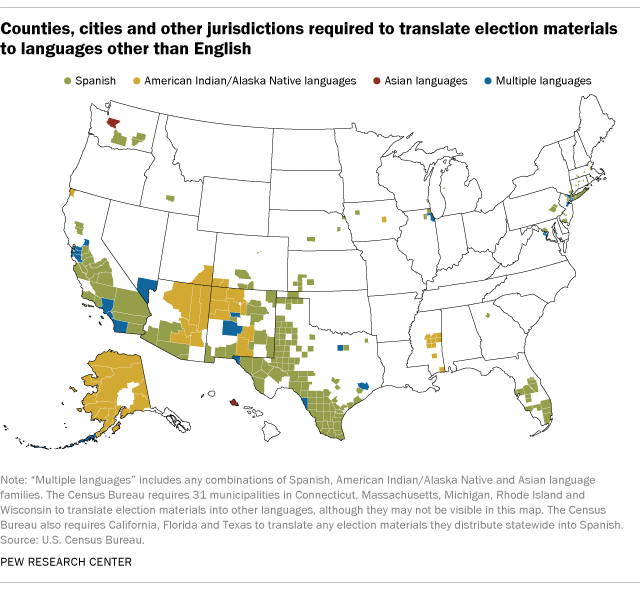 Counties, cities and other jurisdictions required to translate election materials
to languages other than English
Spanish American Indian/Alaska Native languages Asian languages Multiple languages
Note: “Multiple languages” includes any combinations of Spanish, American Indian/Alaska Native and Asian language
families. The Census Bureau requires 31 municipalities in Connecticut, Massachusetts, Michigan, Rhode Island and
Wisconsin to translate election materials into other languages, although they may not be visible in this map. The Census
Bureau also requires California, Florida and Texas to translate any election materials they distribute statewide into Spanish.
Source: U.S. Census Bureau.
PEW RESEARCH CENTER